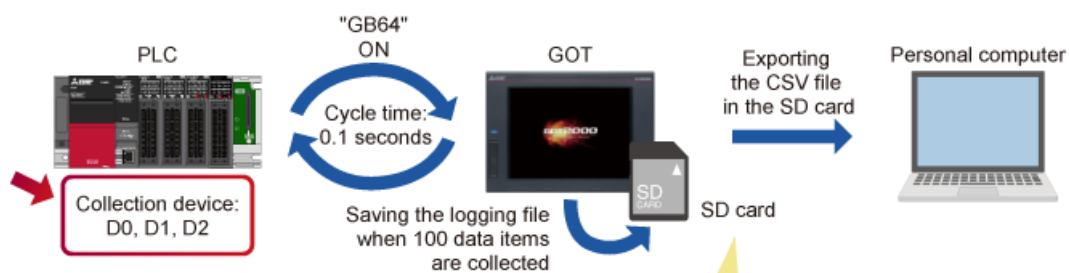 PLC
"GB64"
ON
GOT
Personal computer
Cycle time:
0.1 seconds
Exporting
the CSV file
in the SD card
GOT2000
SD
CARD
SD card
Collection device:
D0, D1, D2
Saving the logging file
when 100 data items
are collected